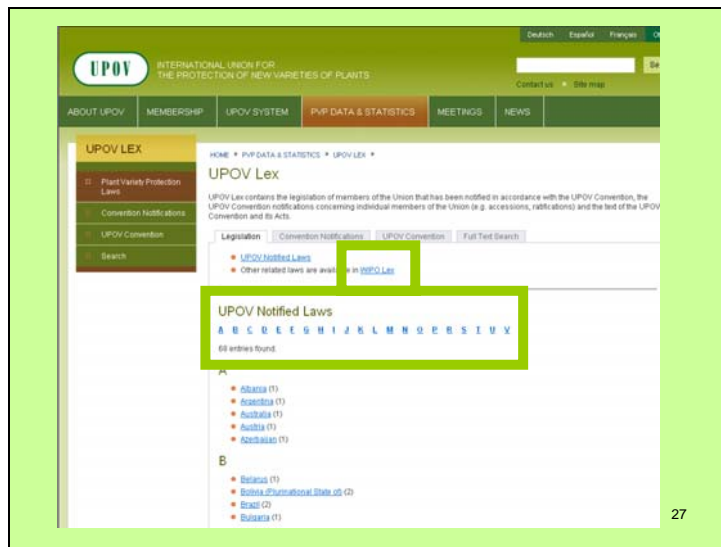 Deutsch Español Français
UPOV
INTERNATIONAL UNION FOR
THE PROTECTION OF NEW VARIETIES OF PLANTS
Contact us Site map
ABOUT UPOV MEMBERSHIP UPOV SYSTEM PVP DATA & STATISTICS MEETINGS NEWS
UPOV LEX
Plant Variety Protection
Laws
Convention Notifications
UPOV Convention
Search
HOME PVP DATA & STATISTICS UPOV LEX
UPOV Lex
UPOV Lex contains the legislation of members of the Union that has been notified in accordance with the UPOV Convention, the
UPOV Convention notifications concerning individual members of the Union (e.g. accessions, ratifications) and the text of the UPOV
Convention and its Acts.
Legislation Convention Notifications UPOV Convention Full Text Search
UPOV Notified Laws
Other related laws are available in WIPO Lex
UPOV Notified Laws
A B C D E F G H I J K L M N O P R S T U V
68 entries found.
A
Albania (1)
Argentina (1)
Australia (1)
Austria (1)
Azerbaijan (1)
B
Belarus (1)
Bolivia (Plurinational State of) (2)
Brazil (2)
Bulgaria (1)
27